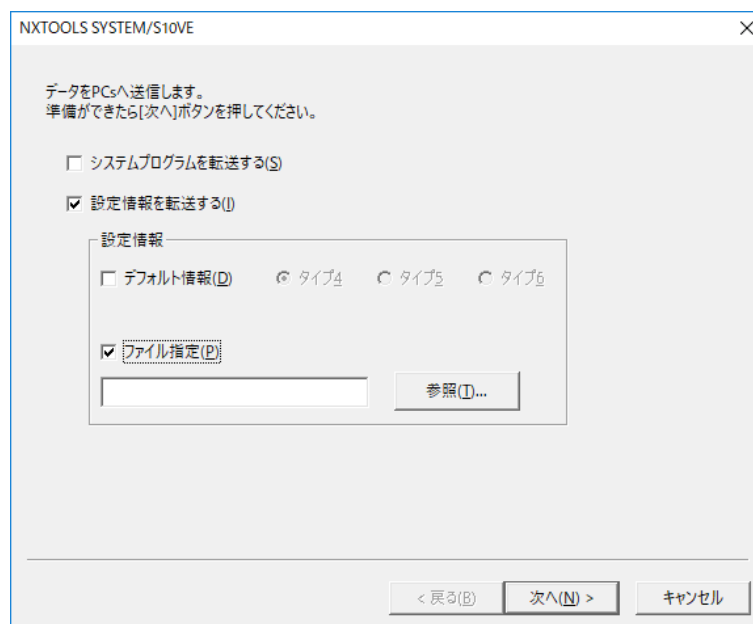 NXTOOLS SYSTEM/S10VE
データをPCsへ送信します。
準備ができたら[次へ]ボタンを押してください。
システムプログラムを転送する(S)
設定情報を転送する(I)
設定情報
デフォルト情報(D) タイプ4 タイプ5 タイプ6
ファイル指定(P)
参照(T)...
< 戻る(B) 次へ(N) > キャンセル